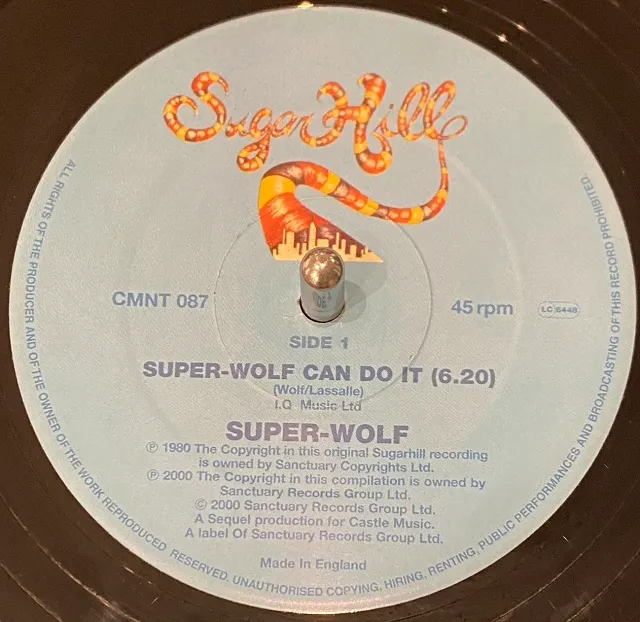 Sugar Hill
CMNT 087
45 rpm
LC 6448
SIDE 1
SUPER-WOLF CAN DO IT (6.20)
(Wolf/Lassalle)
I.Q Music Ltd
SUPER-WOLF
℗ 1980 The Copyright in this original Sugarhill recording
is owned by Sanctuary Copyrights Ltd.
℗ 2000 The Copyright in this compilation is owned by
Sanctuary Records Group Ltd.
© 2000 Sanctuary Records Group Ltd.
A Sequel production for Castle Music.
A label Of Sanctuary Records Group Ltd.
Made In England
ALL RIGHTS OF THE PRODUCER AND OF THE OWNER OF THE WORK REPRODUCED RESERVED, UNAUTHORISED COPYING, HIRING, RENTING, PUBLIC PERFORMANCES AND BROADCASTING OF THIS RECORD PROHIBITED.